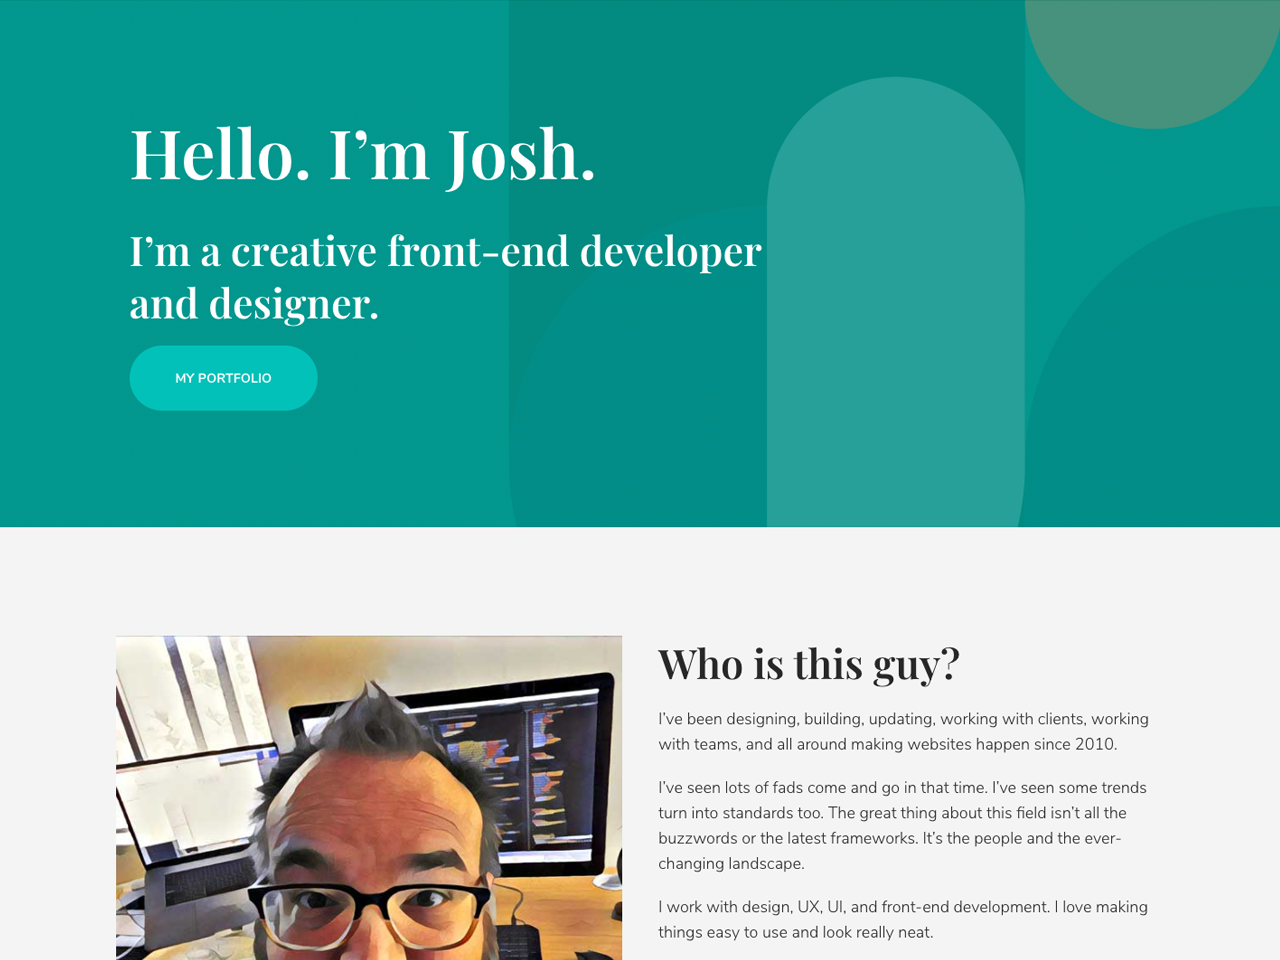 Hello. I’m Josh.
I’m a creative front-end developer
and designer.
MY PORTFOLIO
Who is this guy?
I’ve been designing, building, updating, working with clients, working
with teams, and all around making websites happen since 2010.
I’ve seen lots of fads come and go in that time. I’ve seen some trends
turn into standards too. The great thing about this field isn’t all the
buzzwords or the latest frameworks. It’s the people and the ever-
changing landscape.
I work with design, UX, UI, and front-end development. I love making
things easy to use and look really neat.